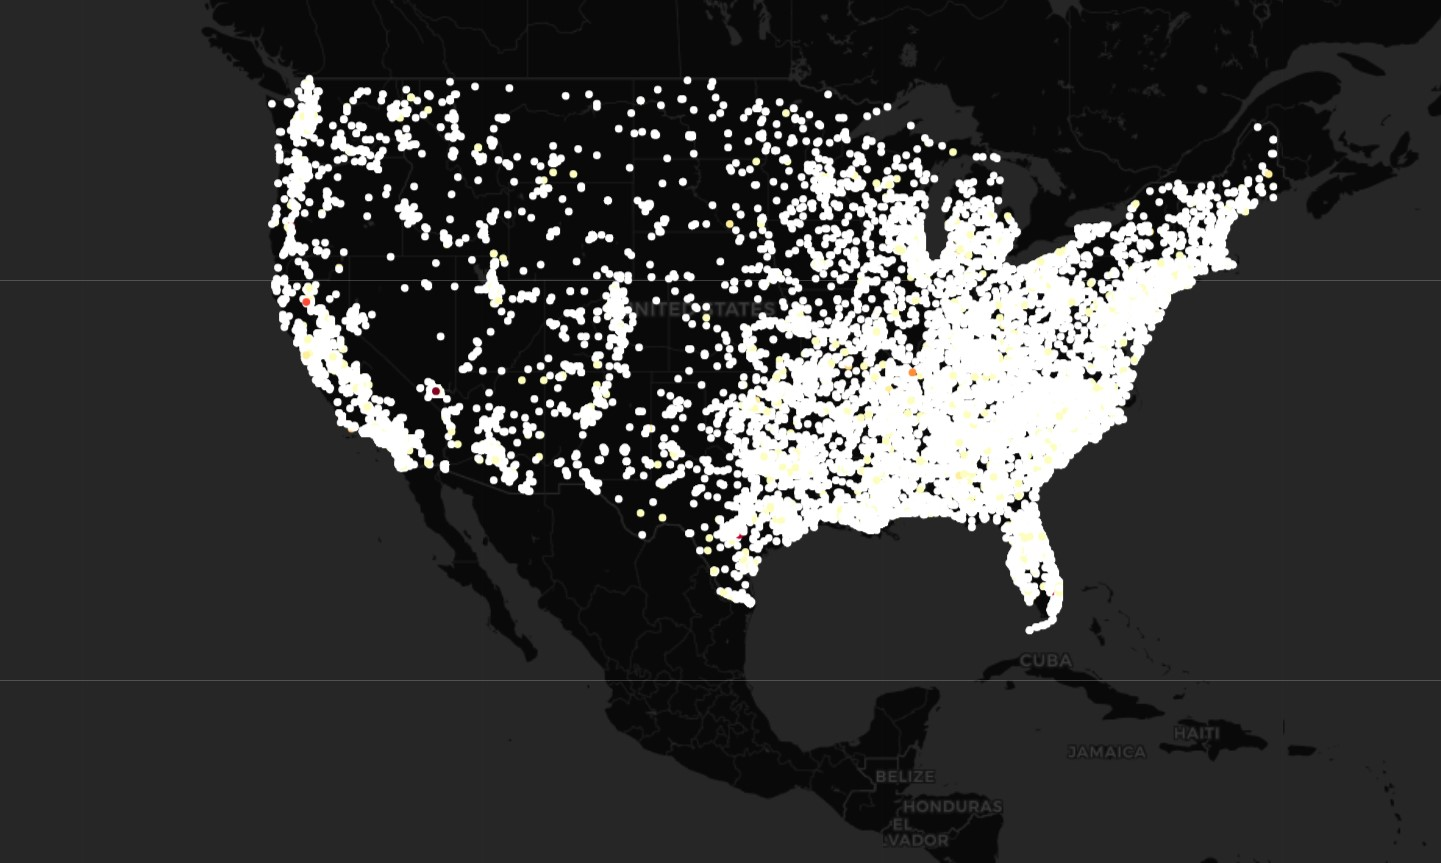 UNITED STATES
CUBA
HAITI
JAMAICA
BELIZE
HONDURAS
EL
VADOR